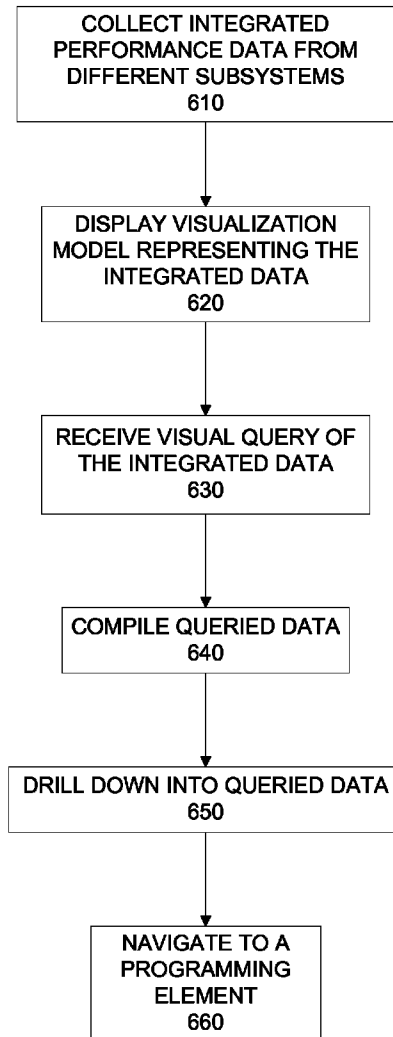 COLLECT INTEGRATED
PERFORMANCE DATA FROM
DIFFERENT SUBSYSTEMS
610
DISPLAY VISUALIZATION
MODEL REPRESENTING THE
INTEGRATED DATA
620
RECEIVE VISUAL QUERY OF
THE INTEGRATED DATA
630
COMPILE QUERIED DATA
640
DRILL DOWN INTO QUERIED DATA
650
NAVIGATE TO A
PROGRAMMING
ELEMENT
660